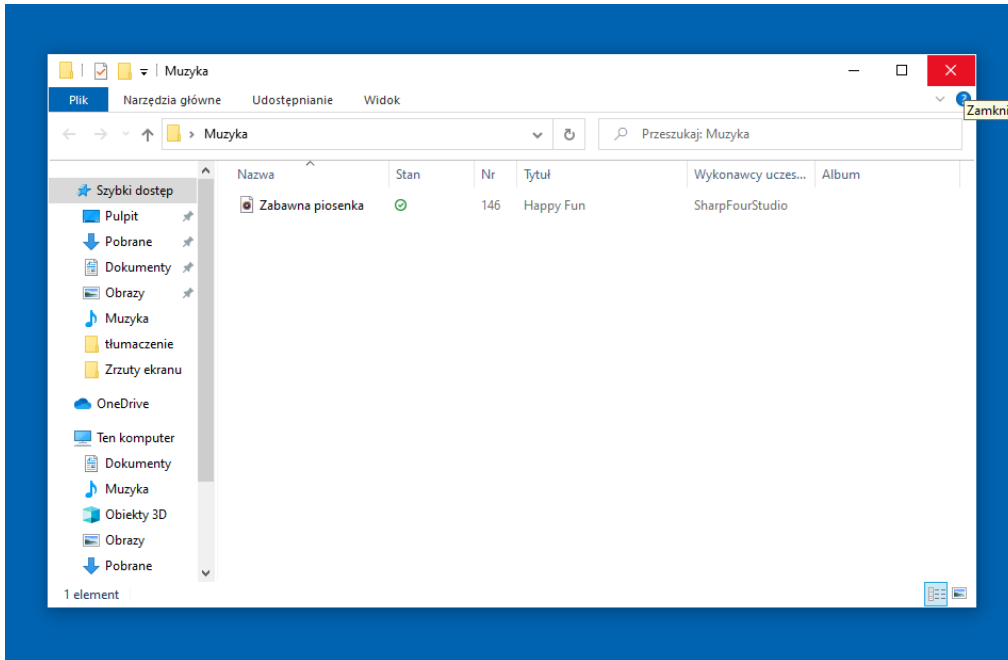 Muzyka
Plik Narzędzia główne Udostępnianie Widok
Muzyka Przeszukaj: Muzyka
Zamkni
Nazwa Stan Nr Tytuł Wykonawcy uczes... Album
Zabawna piosenka 146 Happy Fun SharpFourStudio
Szybki dostęp
Pulpit
Pobrane
Dokumenty
Obrazy
Muzyka
tłumaczenie
Zrzuty ekranu
OneDrive
Ten komputer
Dokumenty
Muzyka
Obiekty 3D
Obrazy
Pobrane
1 element